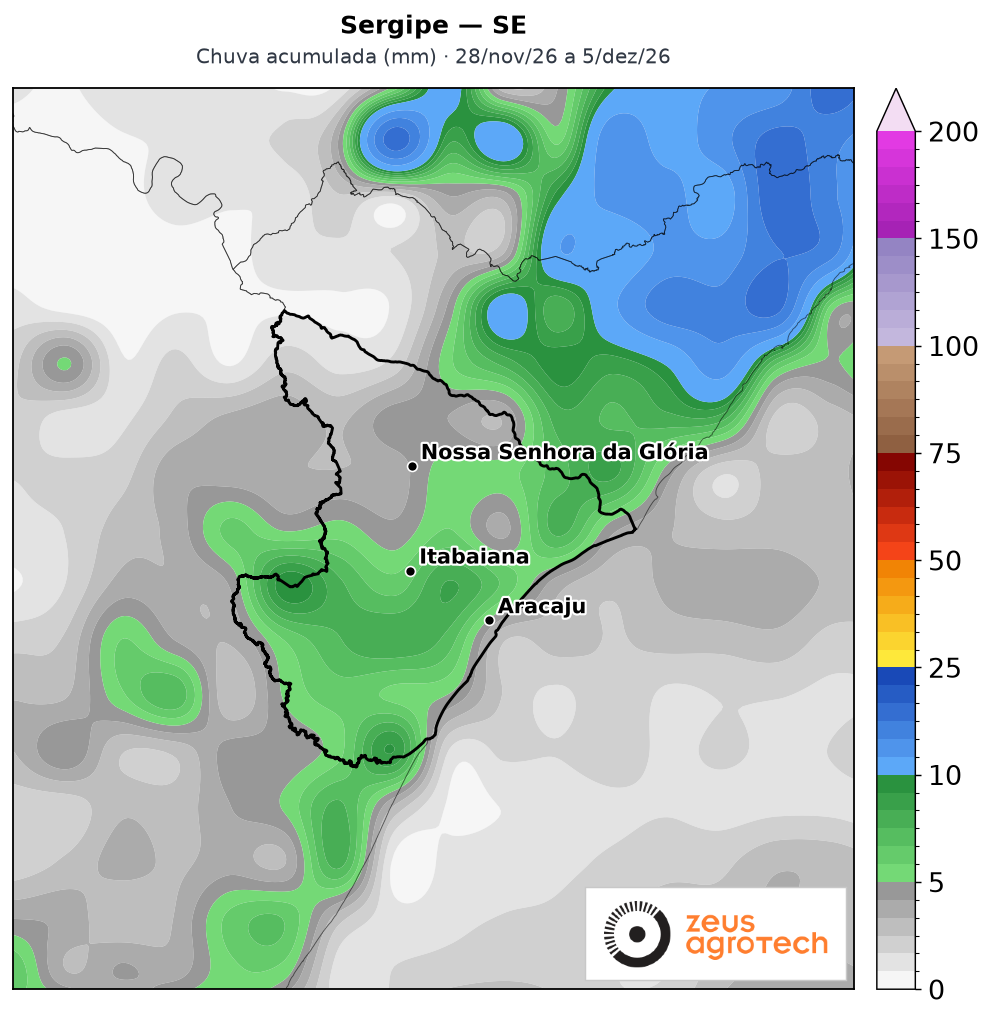 Sergipe — SE
Chuva acumulada (mm) · 28/nov/26 a 5/dez/26
200
150
100
75
50
25
10
5
0
Nossa Senhora da Glória
Itabaiana
Aracaju
zeus
agrotech